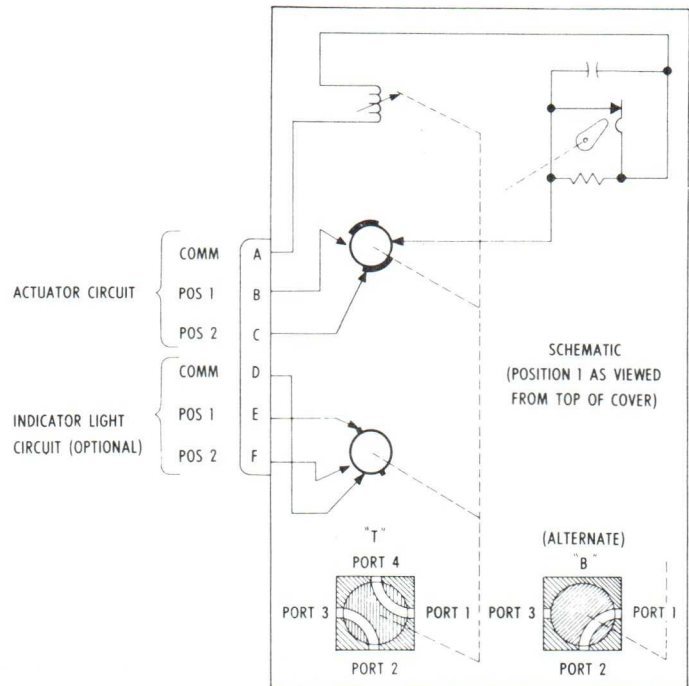 ACTUATOR CIRCUIT
COMM A
POS 1 B
POS 2 C
INDICATOR LIGHT
CIRCUIT (OPTIONAL)
COMM D
POS 1 E
POS 2 F
SCHEMATIC
(POSITION 1 AS VIEWED
FROM TOP OF COVER)
"T"
PORT 4
PORT 3 PORT 1
PORT 2
(ALTERNATE)
"B"
PORT 3 PORT 1
PORT 2